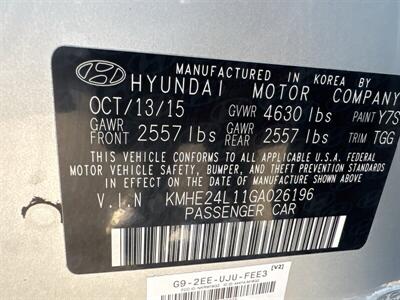 MANUFACTURED IN KOREA BY
HYUNDAI MOTOR COMPANY
OCT/13/15 GVWR 4630 lbs PAINT Y7S
GAWR FRONT 2557 lbs GAWR REAR 2557 lbs TRIM TGG
THIS VEHICLE CONFORMS TO ALL APPLICABLE U.S.A FEDERAL
MOTOR VEHICLE SAFETY, BUMPER, AND THEFT PREVENTION STANDARDS
IN EFFECT ON THE DATE OF MANUFACTURE SHOWN ABOVE.
V.I.N KMHE24L11GA026196
PASSENGER CAR
[V2]
G9-2EE-UJU-FEE3